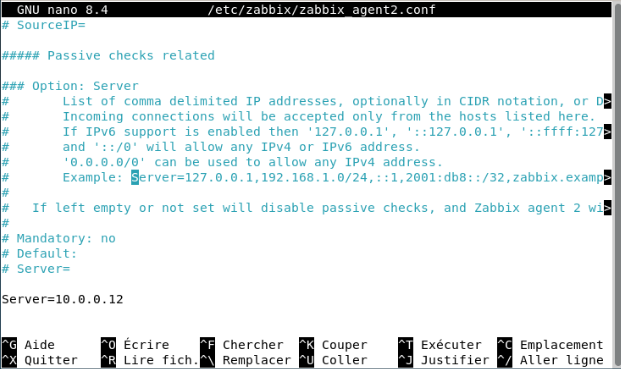 GNU nano 8.4 /etc/zabbix/zabbix_agent2.conf
# SourceIP=
##### Passive checks related
### Option: Server
# List of comma delimited IP addresses, optionally in CIDR notation, or D>
# Incoming connections will be accepted only from the hosts listed here.
# If IPv6 support is enabled then '127.0.0.1', '::127.0.0.1', '::ffff:127>
# and '::/0' will allow any IPv4 or IPv6 address.
# '0.0.0.0/0' can be used to allow any IPv4 address.
# Example: Server=127.0.0.1,192.168.1.0/24,::1,2001:db8::/32,zabbix.examp>
#
# If left empty or not set will disable passive checks, and Zabbix agent 2 wi>
#
# Mandatory: no
# Default:
# Server=
Server=10.0.0.12
^G Aide ^O Écrire ^F Chercher ^K Couper ^T Exécuter ^C Emplacement
^X Quitter ^R Lire fich. ^\ Remplacer ^U Coller ^J Justifier ^/ Aller ligne